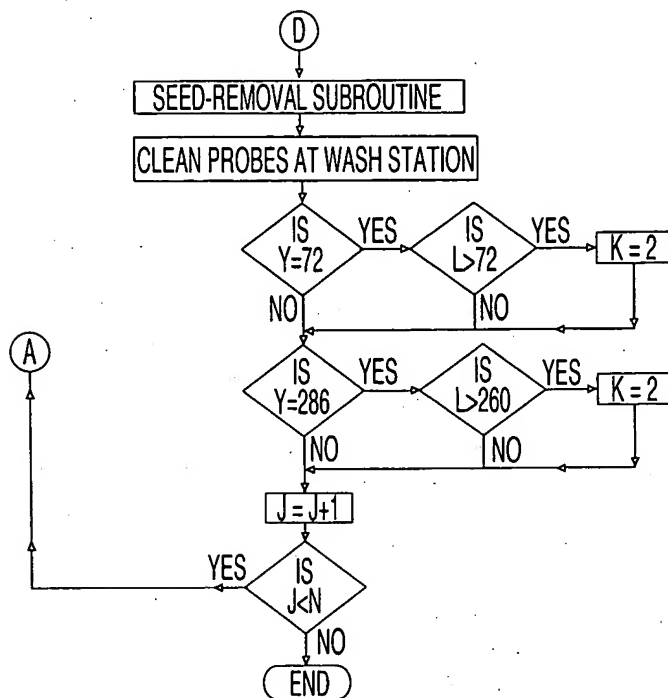 D
SEED-REMOVAL SUBROUTINE
CLEAN PROBES AT WASH STATION
IS
Y=72
YES
IS
L>72
YES
K = 2
NO
NO
A
IS
Y=286
YES
IS
L>260
YES
K = 2
NO
NO
J = J+1
YES
IS
J<N
NO
END